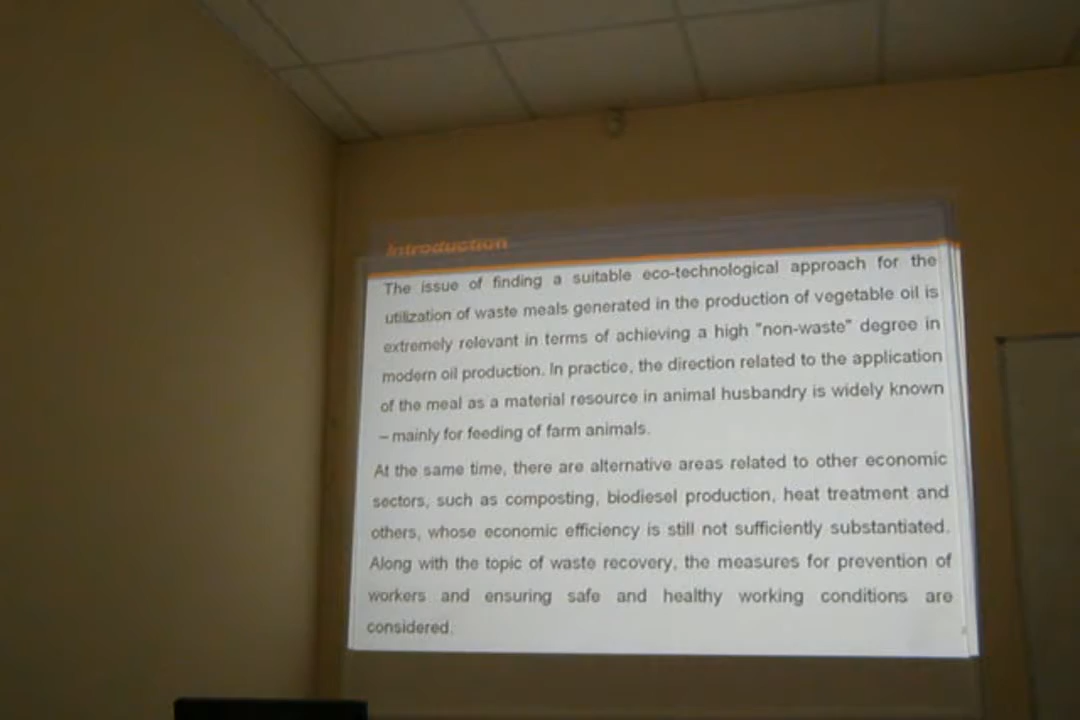 Introduction
The issue of finding a suitable eco-technological approach for the
utilization of waste meals generated in the production of vegetable oil is
extremely relevant in terms of achieving a high "non-waste" degree in
modern oil production. In practice, the direction related to the application
of the meal as a material resource in animal husbandry is widely known
– mainly for feeding of farm animals.
At the same time, there are alternative areas related to other economic
sectors, such as composting, biodiesel production, heat treatment and
others, whose economic efficiency is still not sufficiently substantiated.
Along with the topic of waste recovery, the measures for prevention of
workers and ensuring safe and healthy working conditions are
considered.